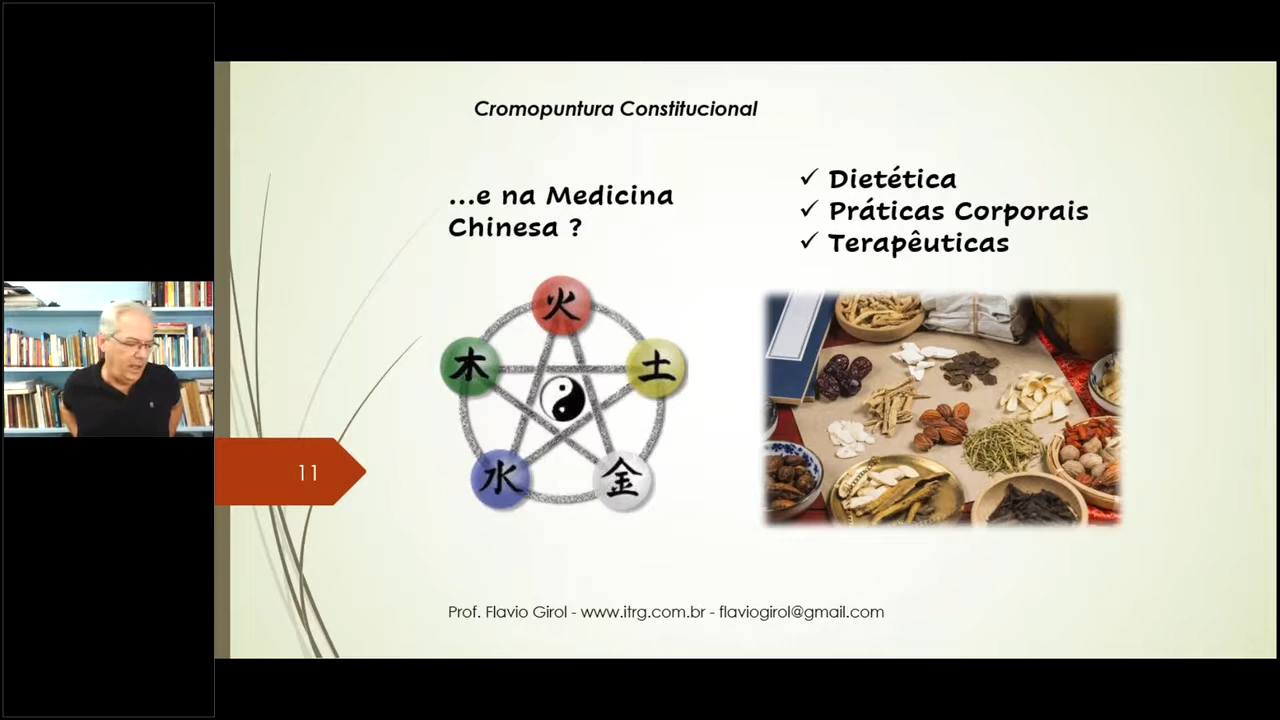 Cromopuntura Constitucional
...e na Medicina
Chinesa ?
✓ Dietética
✓ Práticas Corporais
✓ Terapêuticas
火
木
土
水
金
11
Prof. Flavio Girol - www.itrg.com.br - flaviogirol@gmail.com